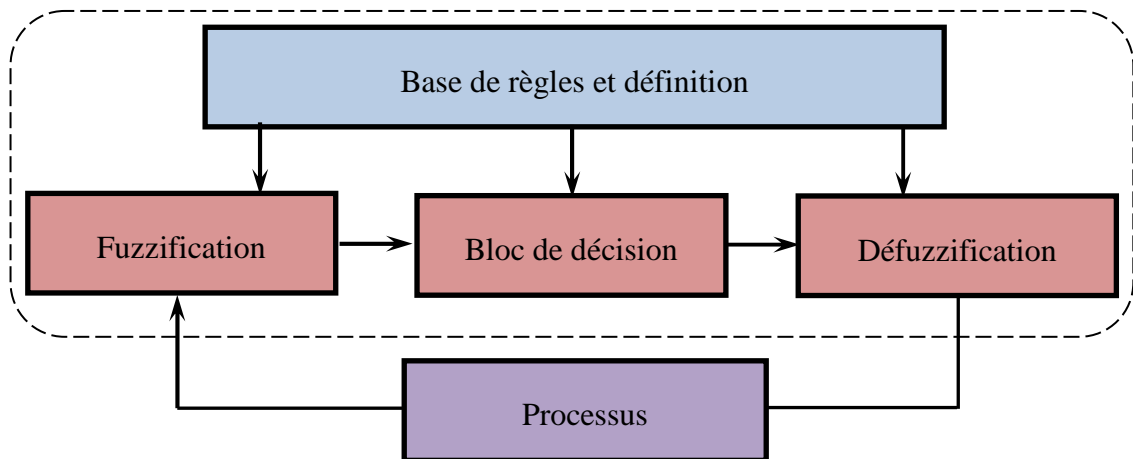 Base de règles et définition
Fuzzification
Bloc de décision
Défuzzification
Processus